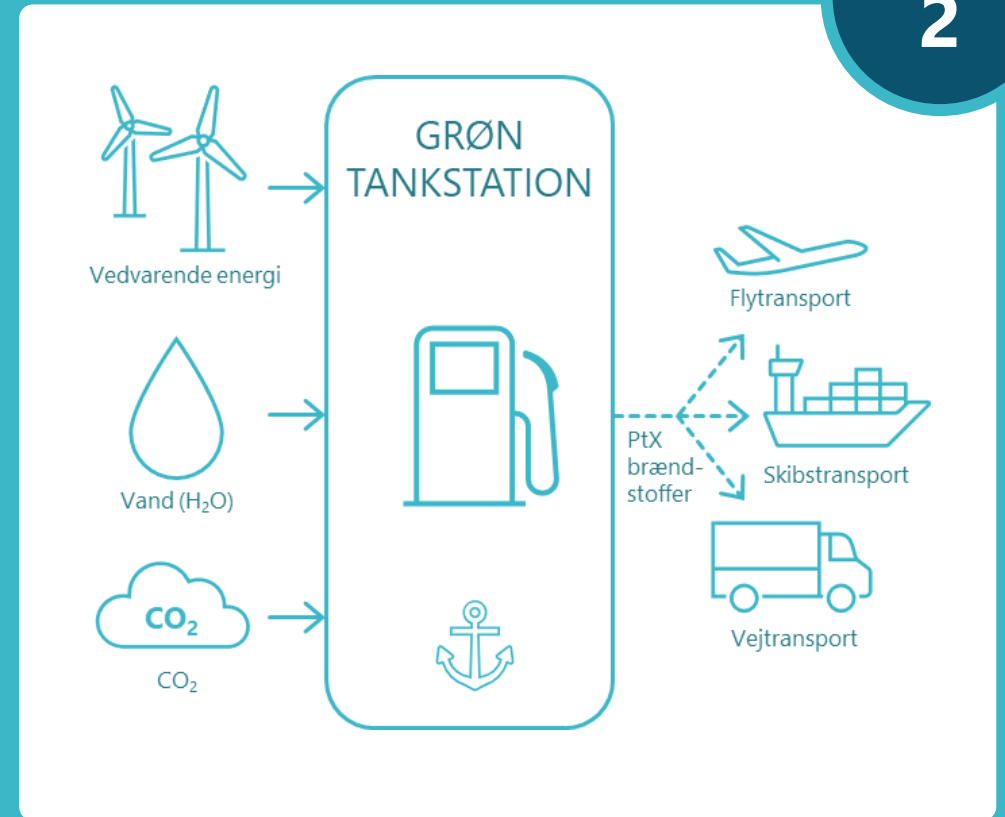 2
GRØN
TANKSTATION
Vedvarende energi
Vand (H₂O)
CO₂
CO₂
PtX
brænd-
stoffer
Flytransport
Skibstransport
Vejtransport